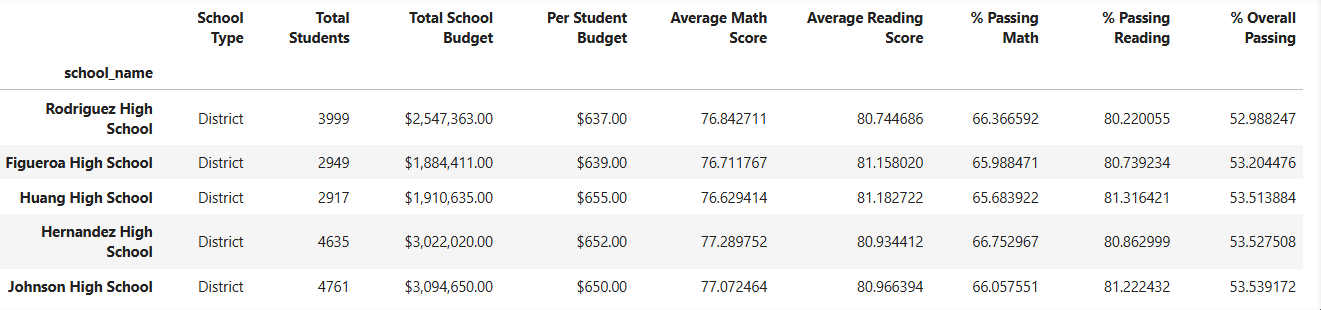 School Type Total Students Total School Budget Per Student Budget Average Math Score Average Reading Score % Passing Math % Passing Reading % Overall Passing
school_name
Rodriguez High School District 3999 $2,547,363.00 $637.00 76.842711 80.744686 66.366592 80.220055 52.988247
Figueroa High School District 2949 $1,884,411.00 $639.00 76.711767 81.158020 65.988471 80.739234 53.204476
Huang High School District 2917 $1,910,635.00 $655.00 76.629414 81.182722 65.683922 81.316421 53.513884
Hernandez High School District 4635 $3,022,020.00 $652.00 77.289752 80.934412 66.752967 80.862999 53.527508
Johnson High School District 4761 $3,094,650.00 $650.00 77.072464 80.966394 66.057551 81.222432 53.539172